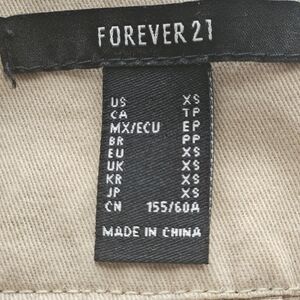 FOREVER 21
US XS
CA TP
MX/ECU EP
BR PP
EU XS
UK XS
KR XS
JP XS
CN 155/60A
MADE IN CHINA